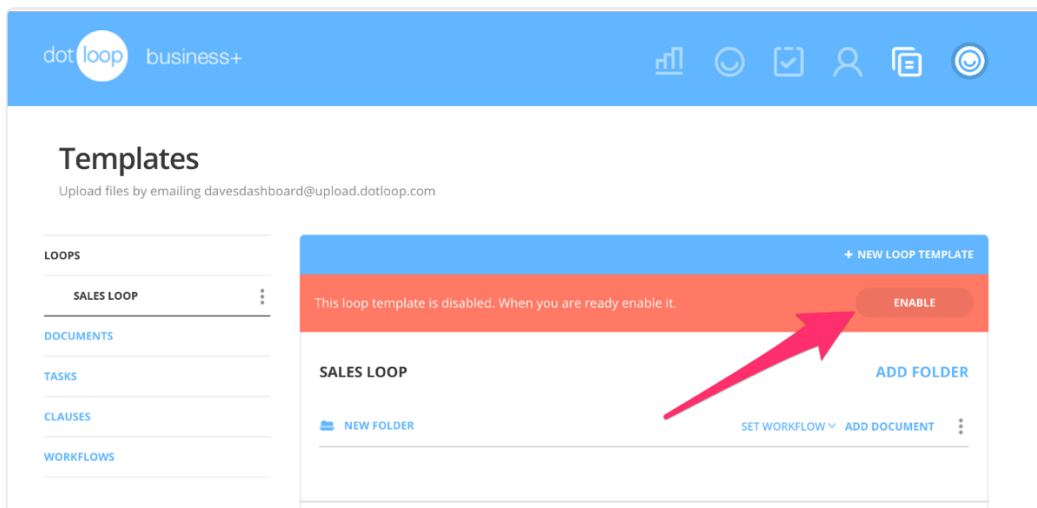 dot loop business+
Templates
Upload files by emailing davesdashboard@upload.dotloop.com
LOOPS
SALES LOOP
DOCUMENTS
TASKS
CLAUSES
WORKFLOWS
+ NEW LOOP TEMPLATE
This loop template is disabled. When you are ready enable it. ENABLE
SALES LOOP ADD FOLDER
NEW FOLDER SET WORKFLOW ADD DOCUMENT